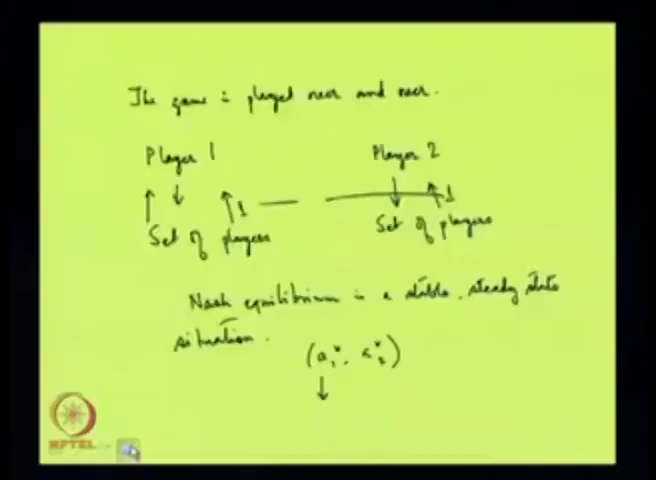 The game is played over and over.
Player 1 Player 2
1 1
Set of players Set of players
Nash equilibrium is a stable, steady state
situation.
(a₁*, a₂*)
NPTEL